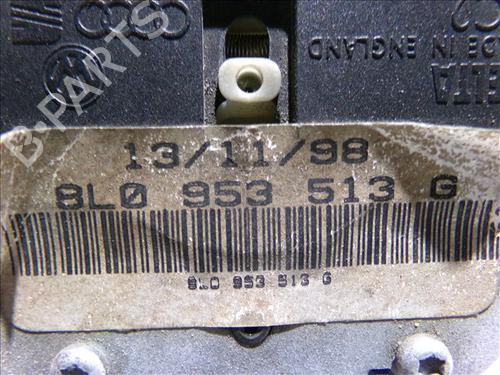 B-PARTS
MADE IN ENGLAND
13/11/98
8L0 953 513 G
8L0 953 513 G